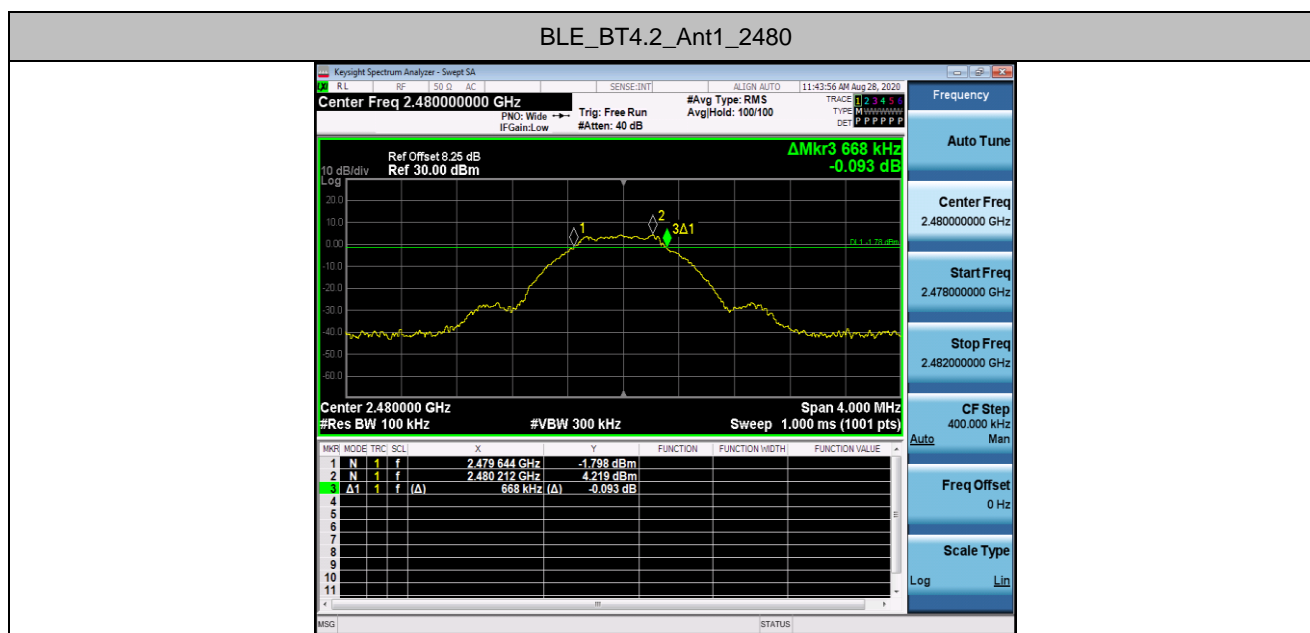 BLE_BT4.2_Ant1_2480
Keysight Spectrum Analyzer - Swept SA
RL RF 50 Ω AC SENSE:INT ALIGN AUTO 11:43:56 AM Aug 28, 2020
Center Freq 2.480000000 GHz
PNO: Wide
IFGain:Low
Trig: Free Run
#Atten: 40 dB
#Avg Type: RMS
Avg|Hold: 100/100
TRACE 1 2 3 4 5 6
TYPE M
DET P P P P P P
Frequency
ΔMkr3 668 kHz
-0.093 dB
Ref Offset 8.25 dB
10 dB/div Ref 30.00 dBm
Log
20.0
10.0
0.00
-10.0
-20.0
-30.0
-40.0
-50.0
-60.0
1
2
3Δ1
DL1 -1.78 dBm
Center 2.480000 GHz Span 4.000 MHz
#Res BW 100 kHz #VBW 300 kHz Sweep 1.000 ms (1001 pts)
MKR MODE TRC SCL X Y FUNCTION FUNCTION WIDTH FUNCTION VALUE
1 N 1 f 2.479 644 GHz -1.798 dBm
2 N 1 f 2.480 212 GHz 4.219 dBm
3 Δ1 1 f (Δ) 668 kHz (Δ) -0.093 dB
4
5
6
7
8
9
10
11
MSG STATUS
Auto Tune
Center Freq
2.480000000 GHz
Start Freq
2.478000000 GHz
Stop Freq
2.482000000 GHz
CF Step
400.000 kHz
Auto Man
Freq Offset
0 Hz
Scale Type
Log Lin